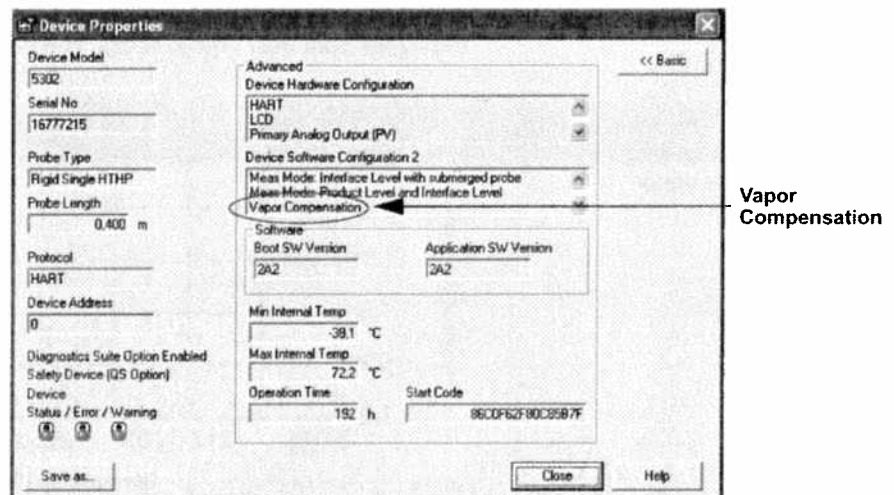 Device Properties
Device Model
5302
Serial No
16777215
Probe Type
Rigid Single HTHP
Probe Length
0,400 m
Protocol
HART
Device Address
0
Diagnostics Suite Option Enabled
Safety Device (QS Option)
Device
Status / Error / Warning
Save as...
<< Basic
Advanced
Device Hardware Configuration
HART
LCD
Primary Analog Output (PV)
Device Software Configuration 2
Meas Mode: Interface Level with submerged probe
Meas Mode: Product Level and Interface Level
Vapor Compensation
Software
Boot SW Version
2A2
Application SW Version
2A2
Min Internal Temp
-38,1 °C
Max Internal Temp
72,2 °C
Operation Time
192 h
Start Code
Close
Help
Vapor
Compensation